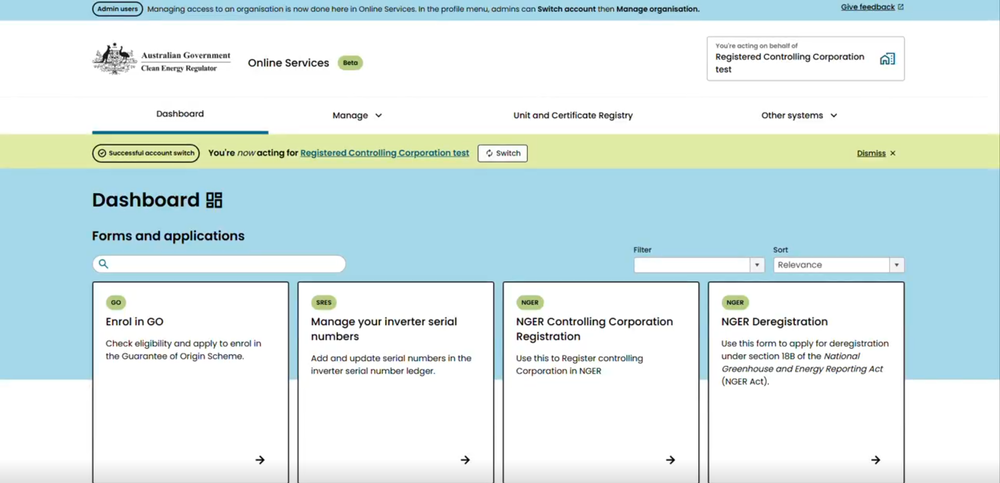 Admin users Managing access to an organisation is now done here in Online Services. In the profile menu, admins can Switch account then Manage organisation.
Give feedback
Australian Government
Clean Energy Regulator
Online Services Beta
You're acting on behalf of
Registered Controlling Corporation
test
Dashboard
Manage
Unit and Certificate Registry
Other systems
Successful account switch You're now acting for Registered Controlling Corporation test Switch
Dismiss
Dashboard
Forms and applications
Filter
Sort
Relevance
GO
Enrol in GO
Check eligibility and apply to enrol in
the Guarantee of Origin Scheme.
SRES
Manage your inverter serial
numbers
Add and update serial numbers in the
inverter serial number ledger.
NGER
NGER Controlling Corporation
Registration
Use this to Register controlling
Corporation in NGER
NGER
NGER Deregistration
Use this form to apply for deregistration
under section 18B of the National
Greenhouse and Energy Reporting Act
(NGER Act).